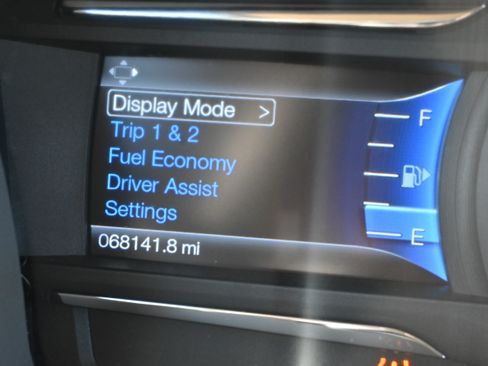 Display Mode >
Trip 1 & 2
Fuel Economy
Driver Assist
Settings
068141.8 mi
F
E